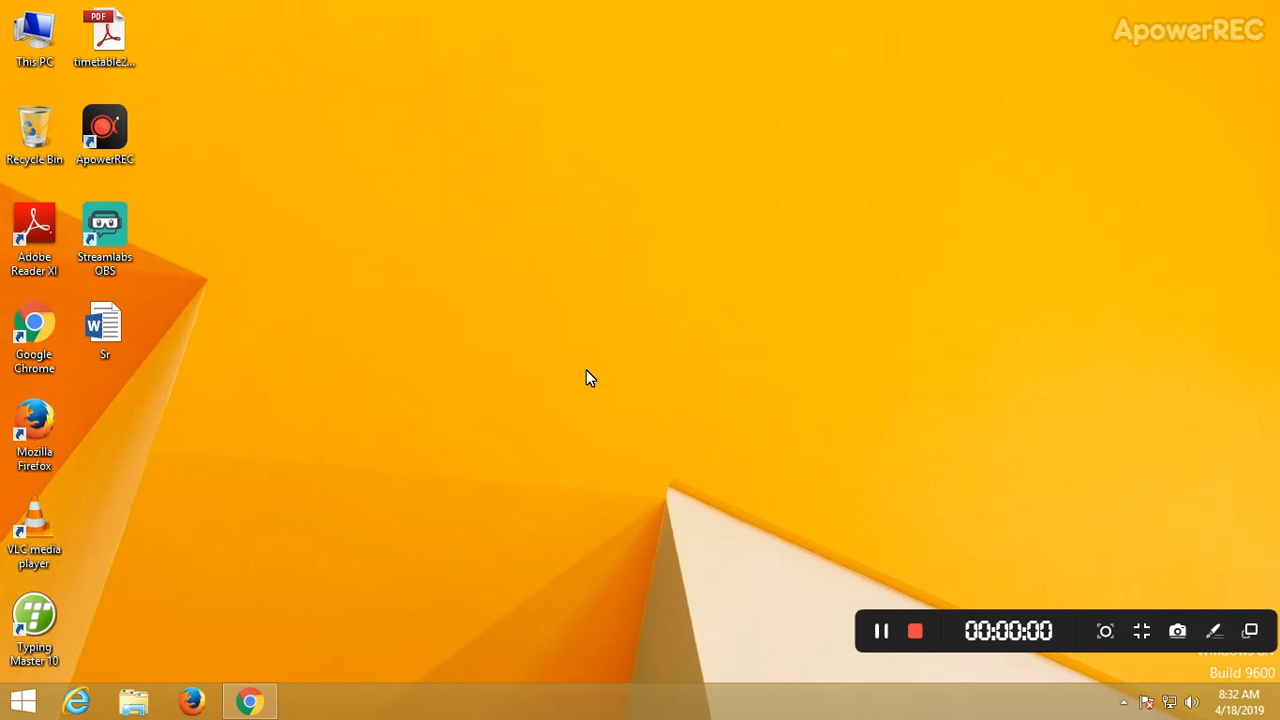 ApowerREC
This PC
PDF
timetable2...
Recycle Bin
ApowerREC
Adobe
Reader XI
Streamlabs
OBS
Google
Chrome
W
Sr
Mozilla
Firefox
VLC media
player
Typing
Master 10
00:00:00
Build 9600
8:32 AM
4/18/2019